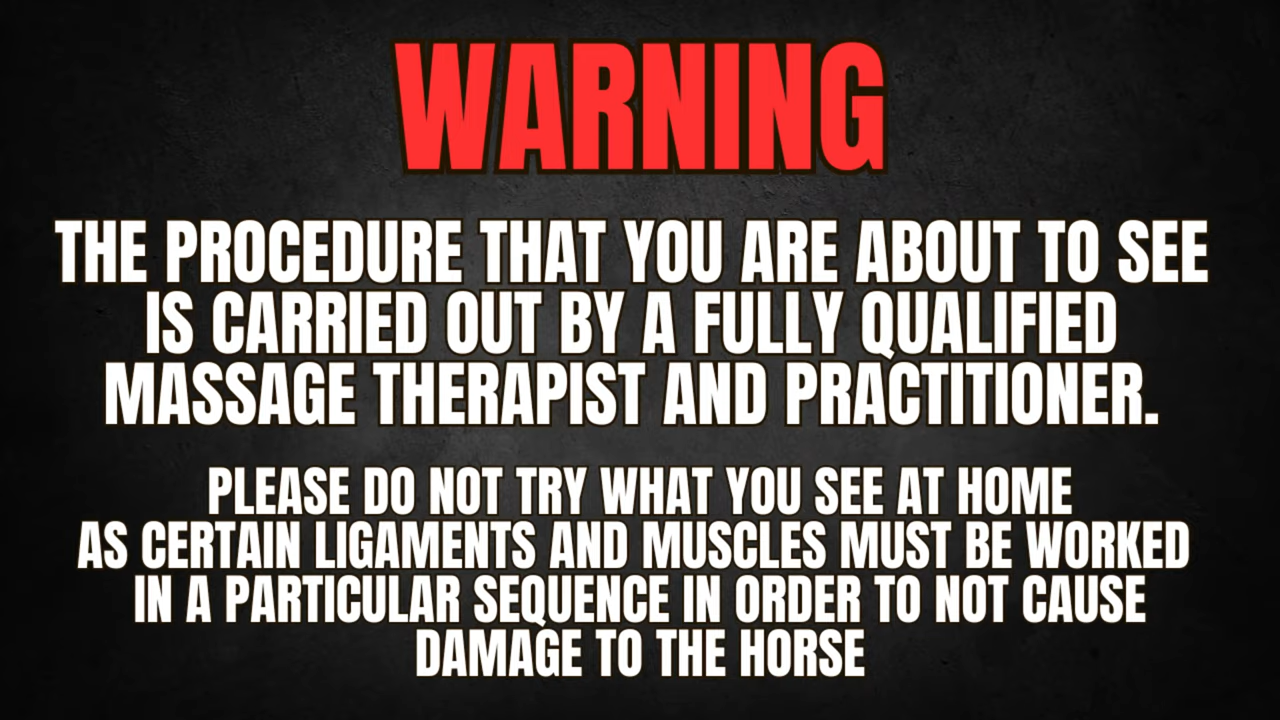 WARNING
THE PROCEDURE THAT YOU ARE ABOUT TO SEE
IS CARRIED OUT BY A FULLY QUALIFIED
MASSAGE THERAPIST AND PRACTITIONER.
PLEASE DO NOT TRY WHAT YOU SEE AT HOME
AS CERTAIN LIGAMENTS AND MUSCLES MUST BE WORKED
IN A PARTICULAR SEQUENCE IN ORDER TO NOT CAUSE
DAMAGE TO THE HORSE